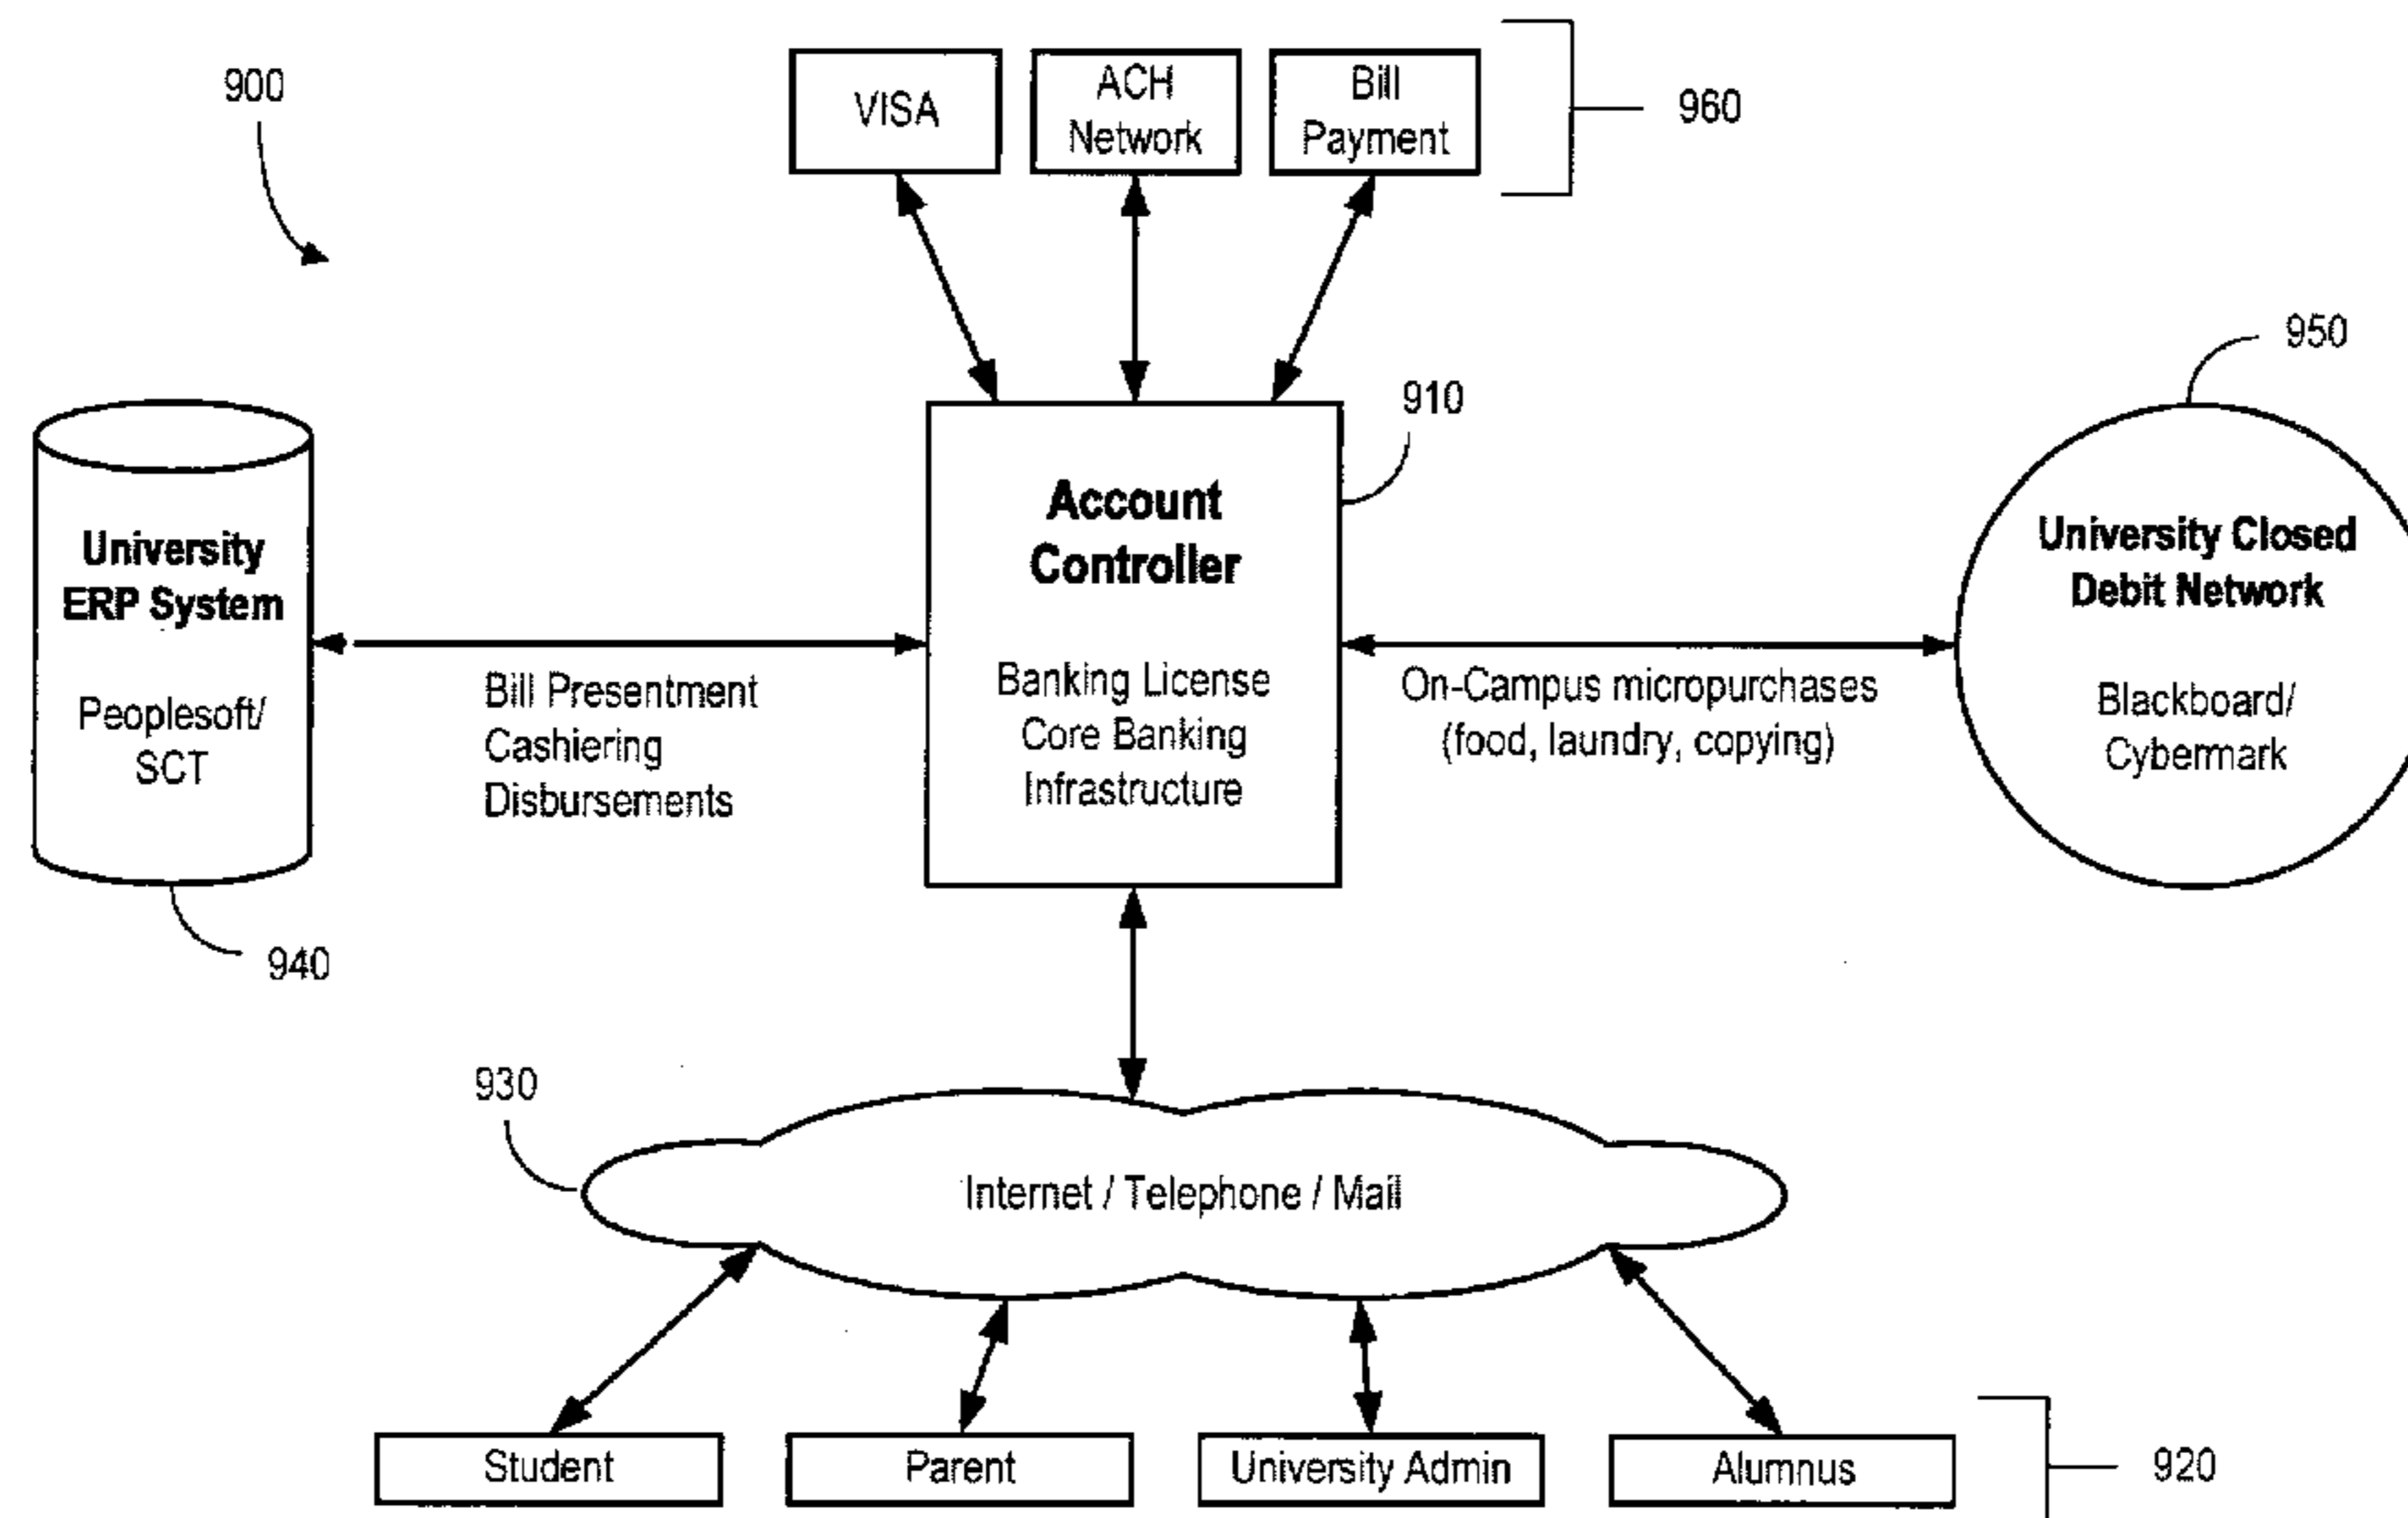 900
VISA
ACH
Network
Bill
Payment
960
950
910
University
ERP System
Peoplesoft/
SCT
940
Bill Presentment
Cashiering
Disbursements
Account
Controller
Banking License
Core Banking
Infrastructure
On-Campus micropurchases
(food, laundry, copying)
University Closed
Debit Network
Blackboard/
Cybermark
930
Internet / Telephone / Mail
Student
Parent
University Admin
Alumnus
920